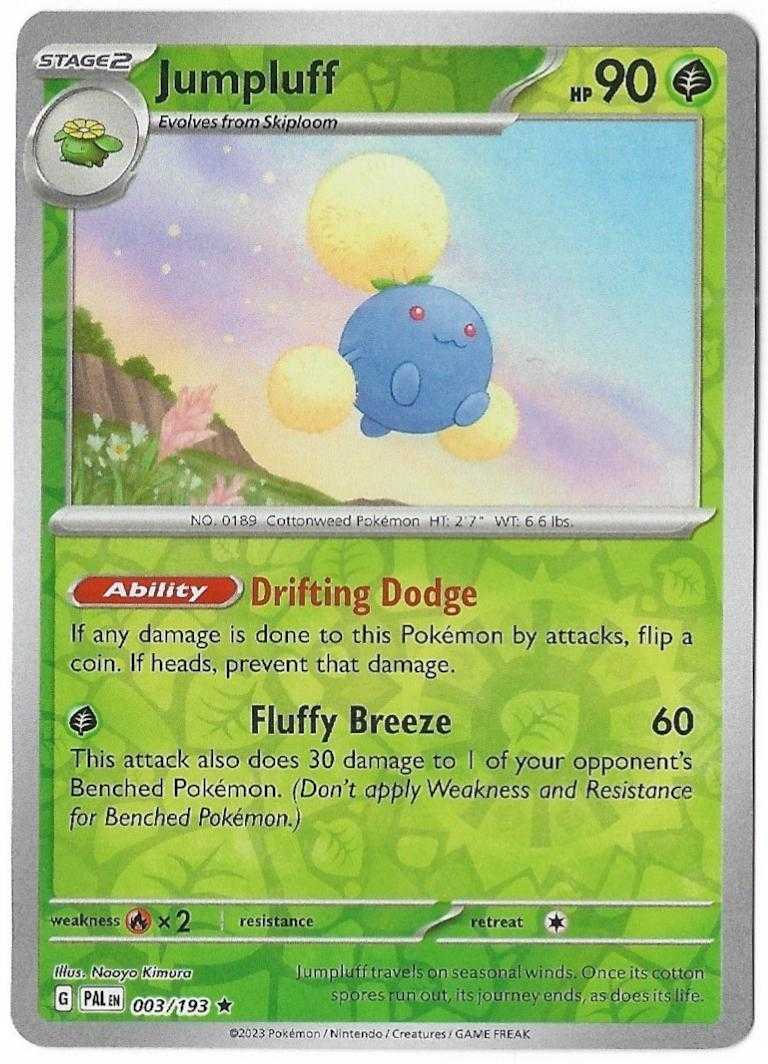 STAGE2
Jumpluff
HP 90
Evolves from Skiploom
NO. 0189 Cottonweed Pokémon HT: 2'7" WT: 6.6 lbs.
Ability Drifting Dodge
If any damage is done to this Pokémon by attacks, flip a
coin. If heads, prevent that damage.
Fluffy Breeze 60
This attack also does 30 damage to 1 of your opponent's
Benched Pokémon. (Don't apply Weakness and Resistance
for Benched Pokémon.)
weakness ×2 resistance retreat
Illus. Naoyo Kimura
G PAL EN 003/193 ★
Jumpluff travels on seasonal winds. Once its cotton
spores run out, its journey ends, as does its life.
©2023 Pokémon / Nintendo / Creatures / GAME FREAK